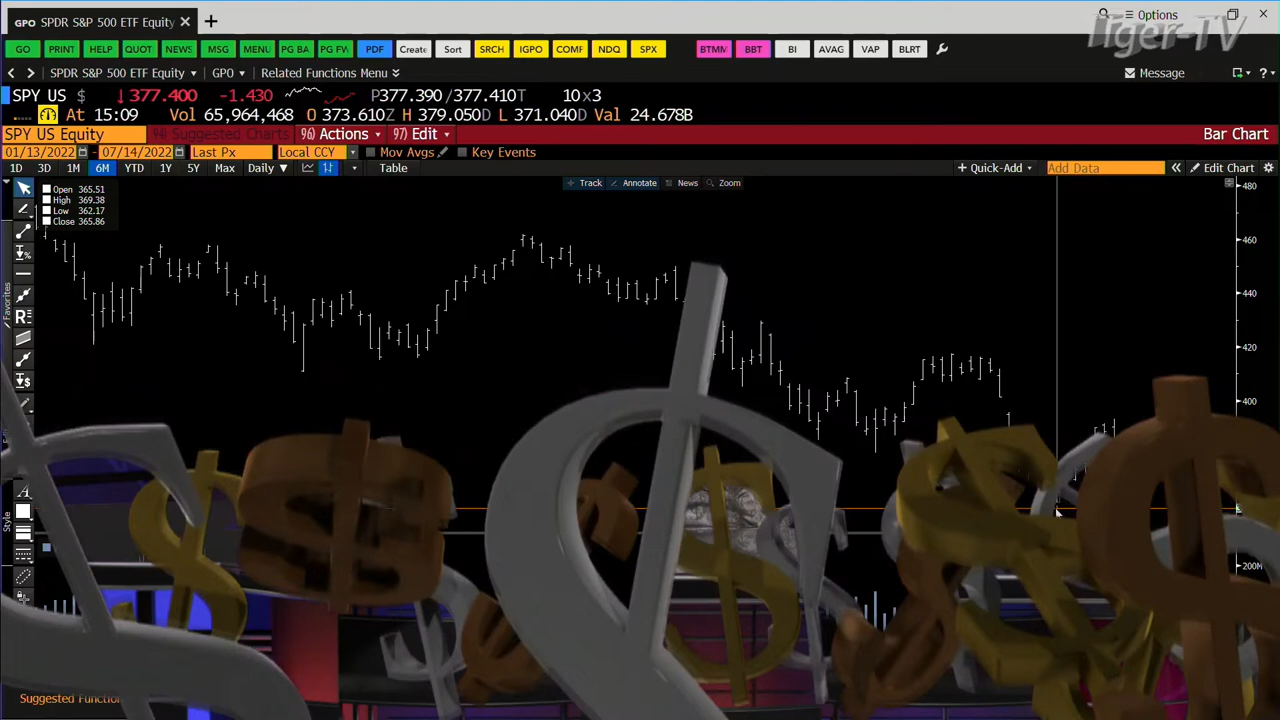 GPO SPDR S&P 500 ETF Equity
Options
Tiger-TV
GO PRINT HELP QUOT NEWS MSG MENU PG BA PG FW PDF Create Sort SRCH IGPO COMF NDQ SPX BTMM BBT BI AVAG VAP BLRT
SPDR S&P 500 ETF Equity GPO Related Functions Menu Message ?
SPY US $ ↓377.400 -1.430 P377.390/377.410T 10x3
At 15:09 Vol 65,964,468 O 373.610Z H 379.050D L 371.040D Val 24.678B
SPY US Equity 94) Suggested Charts 96) Actions 97) Edit Bar Chart
01/13/2022 - 07/14/2022 Last Px Local CCY Mov Avgs Key Events
1D 3D 1M 6M YTD 1Y 5Y Max Daily Table + Quick-Add Add Data Edit Chart
Track Annotate News Zoom
Open 365.51
High 369.38
Low 362.17
Close 365.86
480
460
440
420
400
200M
Favorites
Style